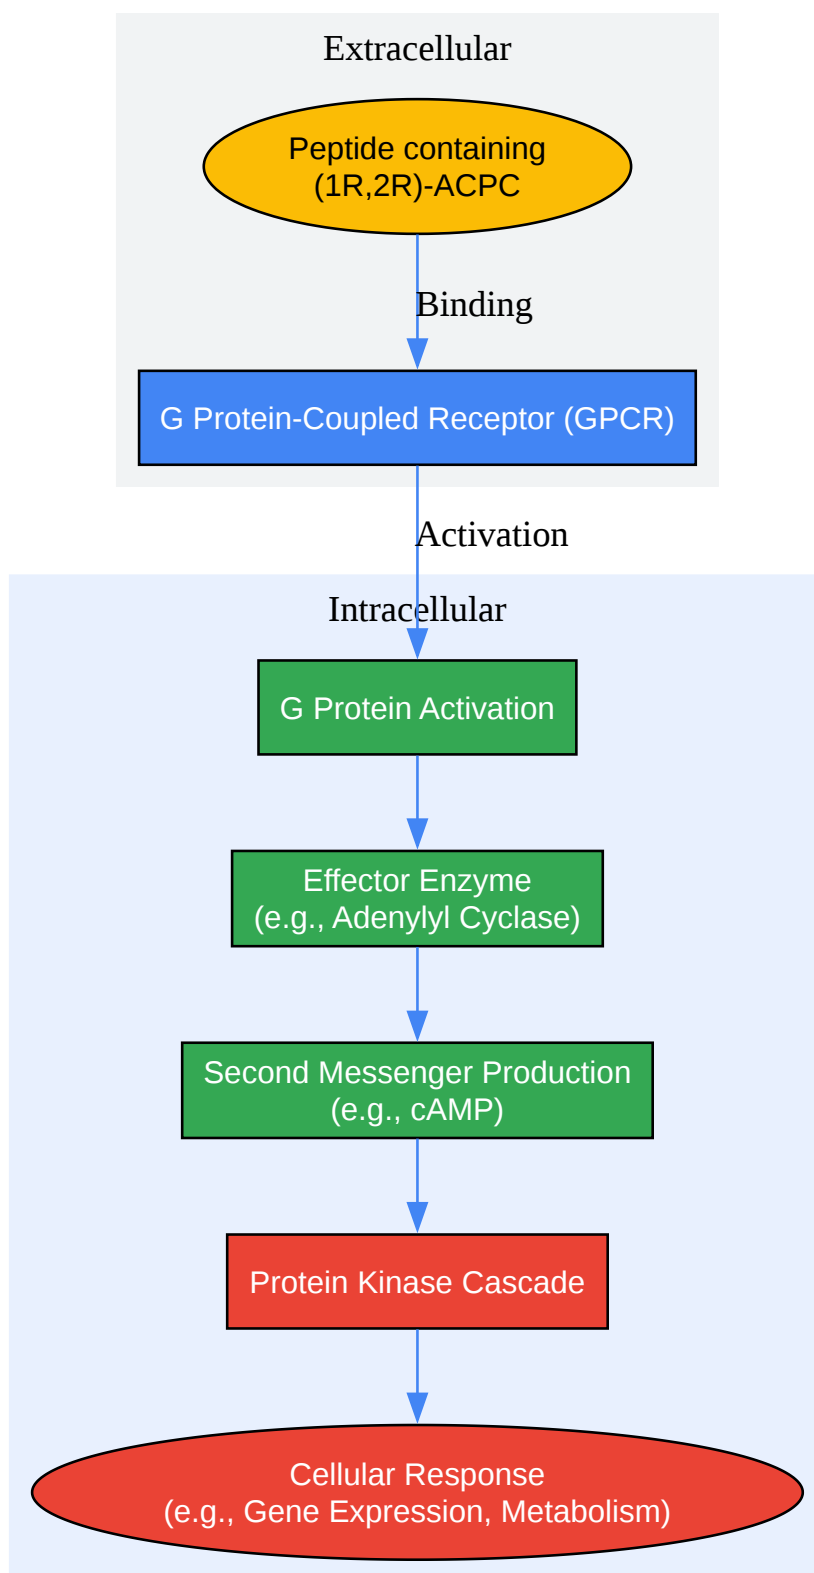 Extracellular
Peptide containing
(1R,2R)-ACPC
Binding
G Protein-Coupled Receptor (GPCR)
Activation
Intracellular
G Protein Activation
Effector Enzyme
(e.g., Adenylyl Cyclase)
Second Messenger Production
(e.g., cAMP)
Protein Kinase Cascade
Cellular Response
(e.g., Gene Expression, Metabolism)